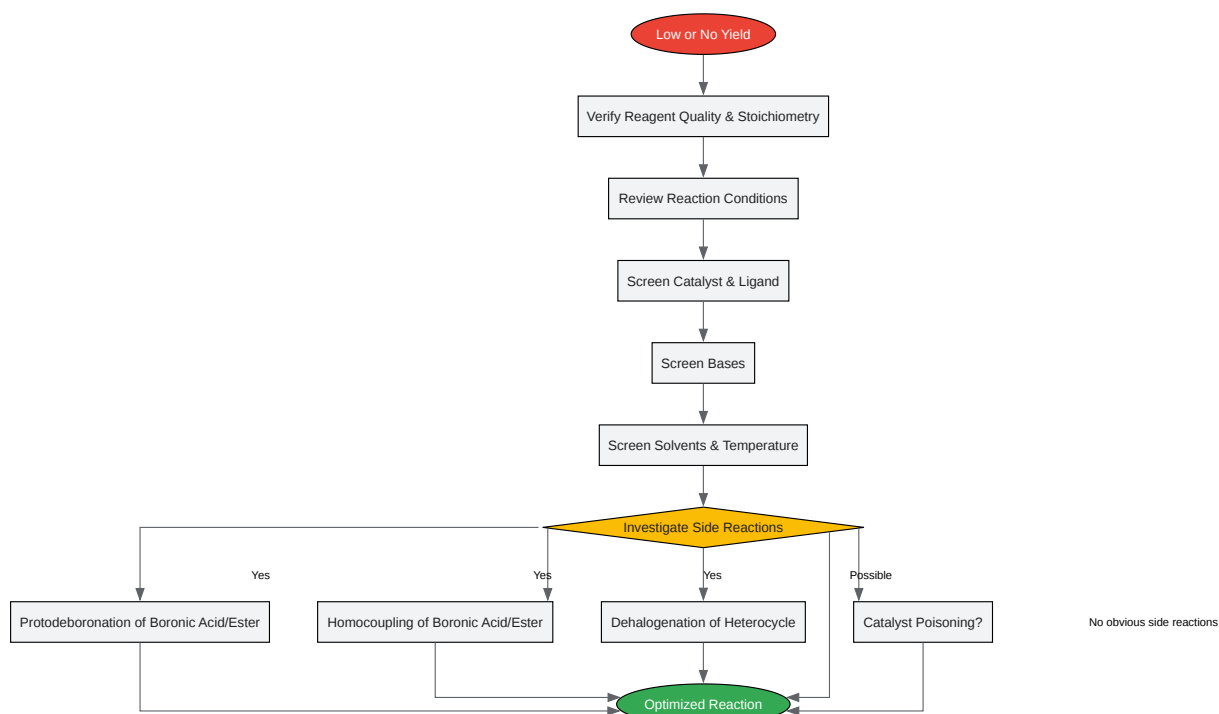 Low or No Yield
Verify Reagent Quality & Stoichiometry
Review Reaction Conditions
Screen Catalyst & Ligand
Screen Bases
Screen Solvents & Temperature
Investigate Side Reactions
Yes
Yes
Yes
Possible
Protodeboronation of Boronic Acid/Ester
Homocoupling of Boronic Acid/Ester
Dehalogenation of Heterocycle
Catalyst Poisoning?
No obvious side reactions
Optimized Reaction